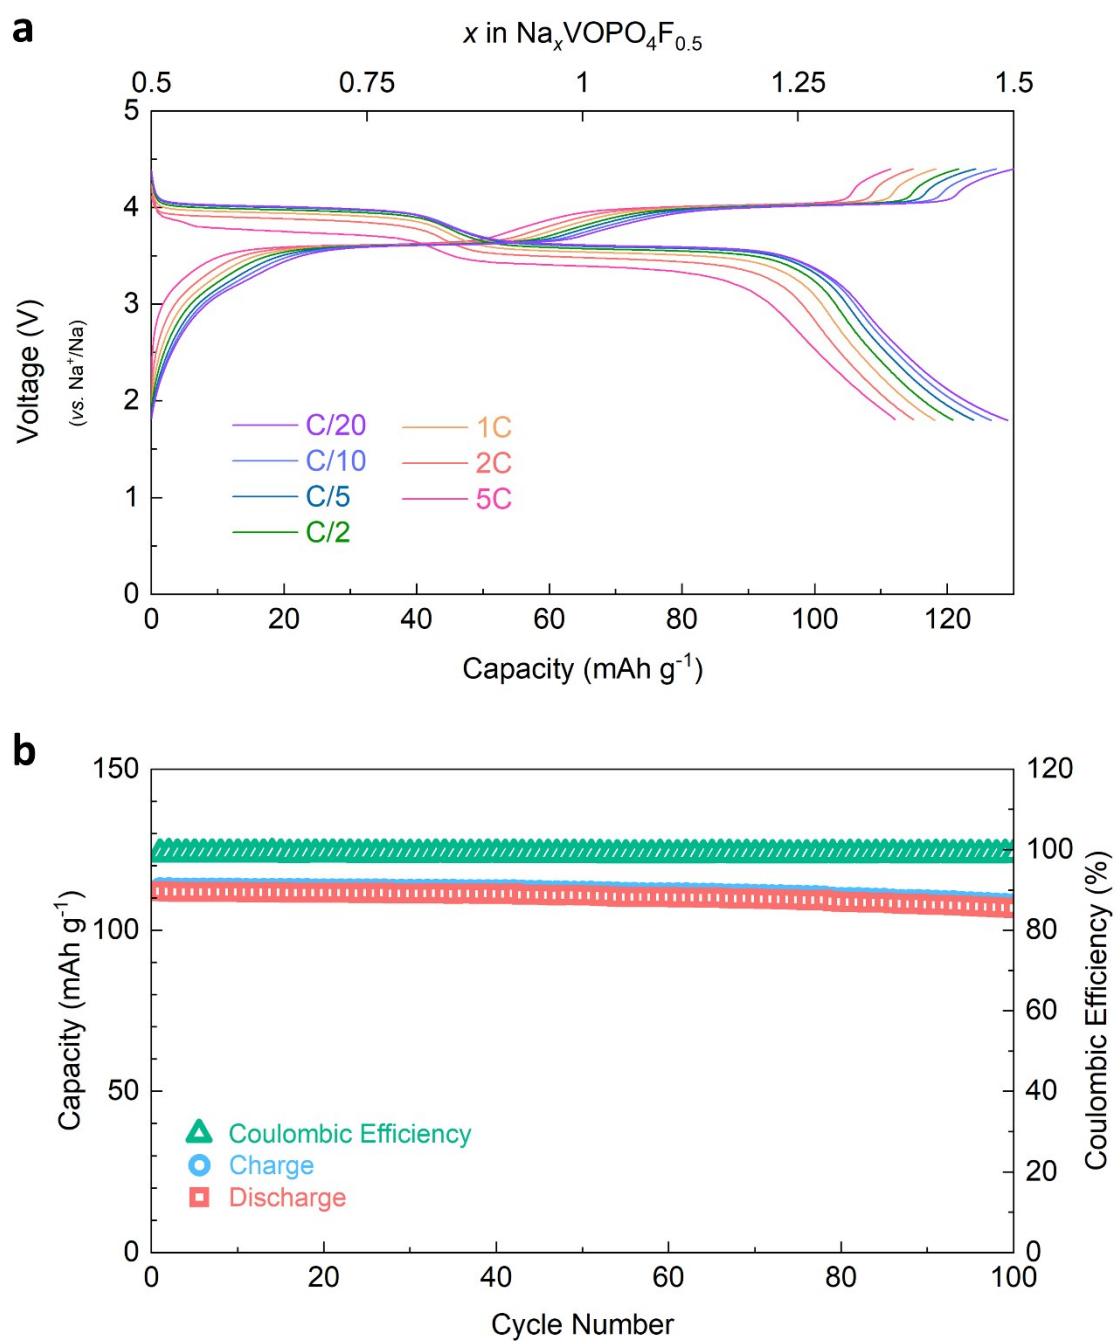 a
x in NaₓVOPO₄F₀.₅
0.5 0.75 1 1.25 1.5
5
4
3
2
1
0
Voltage (V)
(vs. Na⁺/Na)
C/20 1C
C/10 2C
C/5 5C
C/2
0 20 40 60 80 100 120
Capacity (mAh g⁻¹)
b
150
100
50
0
Capacity (mAh g⁻¹)
120
100
80
60
40
20
0
Coulombic Efficiency (%)
Coulombic Efficiency
Charge
Discharge
0 20 40 60 80 100
Cycle Number